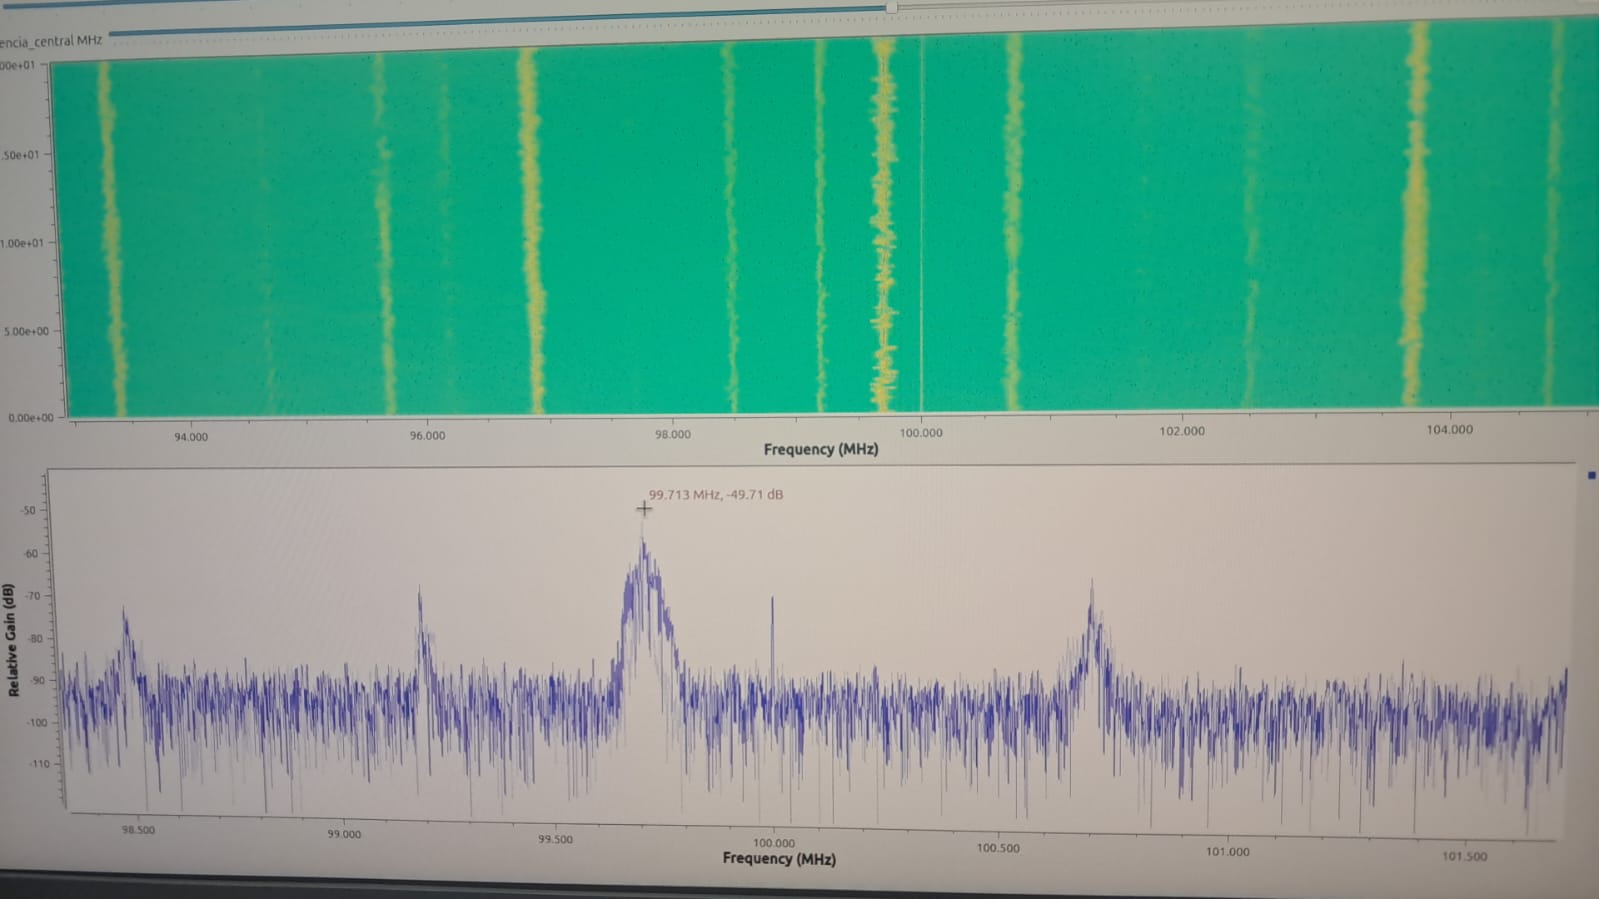 encia_central MHz
00e+01
.50e+01
1.00e+01
5.00e+00
0.00e+00
94.000 96.000 98.000 100.000 102.000 104.000
Frequency (MHz)
99.713 MHz, -49.71 dB
Relative Gain (dB)
-50
-60
-70
-80
-90
-100
-110
98.500 99.000 99.500 100.000 100.500 101.000 101.500
Frequency (MHz)